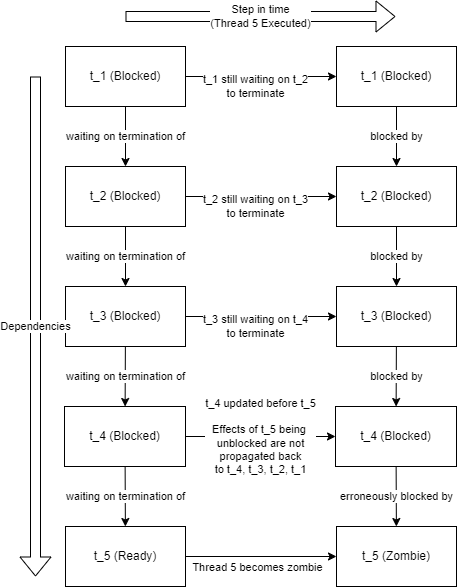 Step in time
(Thread 5 Executed)
t_1 (Blocked)
t_1 still waiting on t_2
to terminate
t_1 (Blocked)
waiting on termination of
blocked by
t_2 (Blocked)
t_2 still waiting on t_3
to terminate
t_2 (Blocked)
waiting on termination of
blocked by
Dependencies
t_3 (Blocked)
t_3 still waiting on t_4
to terminate
t_3 (Blocked)
waiting on termination of
blocked by
t_4 updated before t_5
t_4 (Blocked)
Effects of t_5 being
unblocked are not
propagated back
to t_4, t_3, t_2, t_1
t_4 (Blocked)
waiting on termination of
erroneously blocked by
t_5 (Ready)
Thread 5 becomes zombie
t_5 (Zombie)